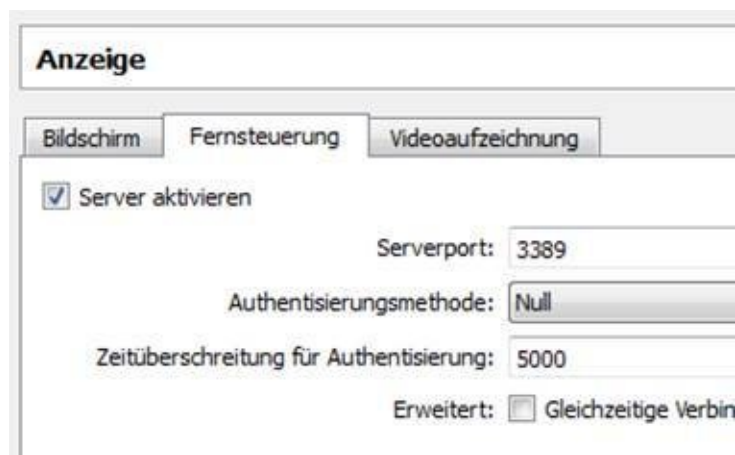 Anzeige
Bildschirm Fernsteuerung Videoaufzeichnung
Server aktivieren
Serverport: 3389
Authentisierungsmethode: Null
Zeitüberschreitung für Authentisierung: 5000
Erweitert: Gleichzeitige Verbin